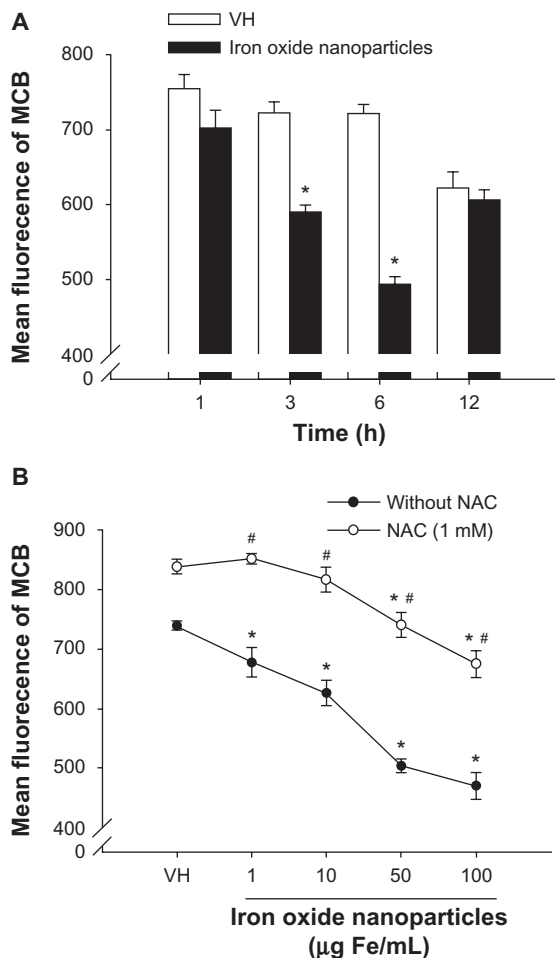 A
VH
Iron oxide nanoparticles
Mean fluorecence of MCB
800
700
600
500
400
0
*
*
1 3 6 12
Time (h)
B
Without NAC
NAC (1 mM)
Mean fluorecence of MCB
900
800
700
600
500
400
0
# # * # * #
* * * *
VH 1 10 50 100
Iron oxide nanoparticles
(μg Fe/mL)